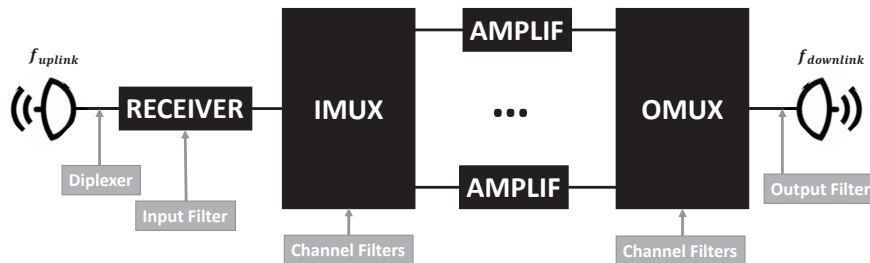 f_uplink
RECEIVER
IMUX
AMPLIF
...
AMPLIF
OMUX
f_downlink
Diplexer
Input Filter
Channel Filters
Channel Filters
Output Filter